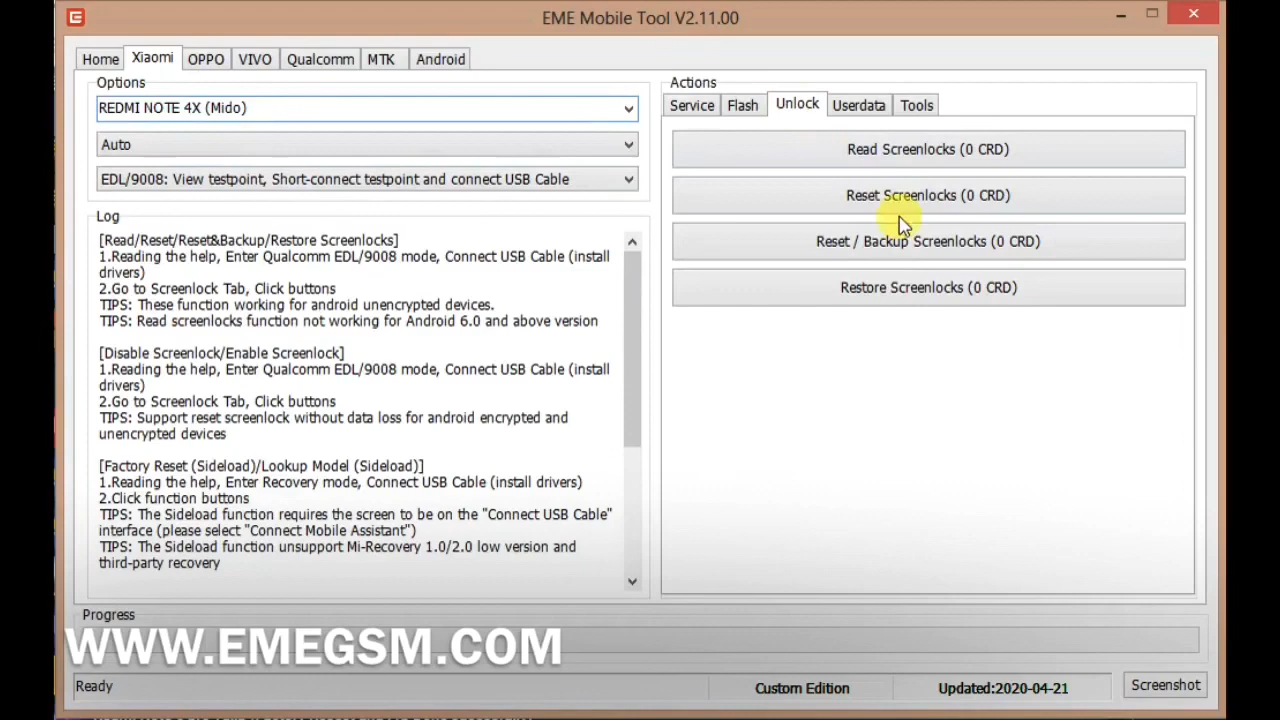 EME Mobile Tool V2.11.00
Home Xiaomi OPPO VIVO Qualcomm MTK Android
Options
REDMI NOTE 4X (Mido)
Auto
EDL/9008: View testpoint, Short-connect testpoint and connect USB Cable
Log
[Read/Reset/Reset&Backup/Restore Screenlocks]
1.Reading the help, Enter Qualcomm EDL/9008 mode, Connect USB Cable (install
drivers)
2.Go to Screenlock Tab, Click buttons
TIPS: These function working for android unencrypted devices.
TIPS: Read screenlocks function not working for Android 6.0 and above version
[Disable Screenlock/Enable Screenlock]
1.Reading the help, Enter Qualcomm EDL/9008 mode, Connect USB Cable (install
drivers)
2.Go to Screenlock Tab, Click buttons
TIPS: Support reset screenlock without data loss for android encrypted and
unencrypted devices
[Factory Reset (Sideload)/Lookup Model (Sideload)]
1.Reading the help, Enter Recovery mode, Connect USB Cable (install drivers)
2.Click function buttons
TIPS: The Sideload function requires the screen to be on the "Connect USB Cable"
interface (please select "Connect Mobile Assistant")
TIPS: The Sideload function unsupport Mi-Recovery 1.0/2.0 low version and
third-party recovery
Actions
Service Flash Unlock Userdata Tools
Read Screenlocks (0 CRD)
Reset Screenlocks (0 CRD)
Reset / Backup Screenlocks (0 CRD)
Restore Screenlocks (0 CRD)
Progress
WWW.EMEGSM.COM
Ready
Custom Edition
Updated:2020-04-21
Screenshot